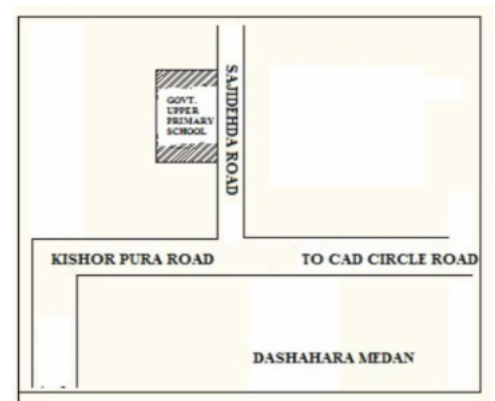 GOVT.
UPPER
PRIMARY
SCHOOL
SAJIDEHDA ROAD
KISHOR PURA ROAD
TO CAD CIRCLE ROAD
DASHAHARA MEDAN